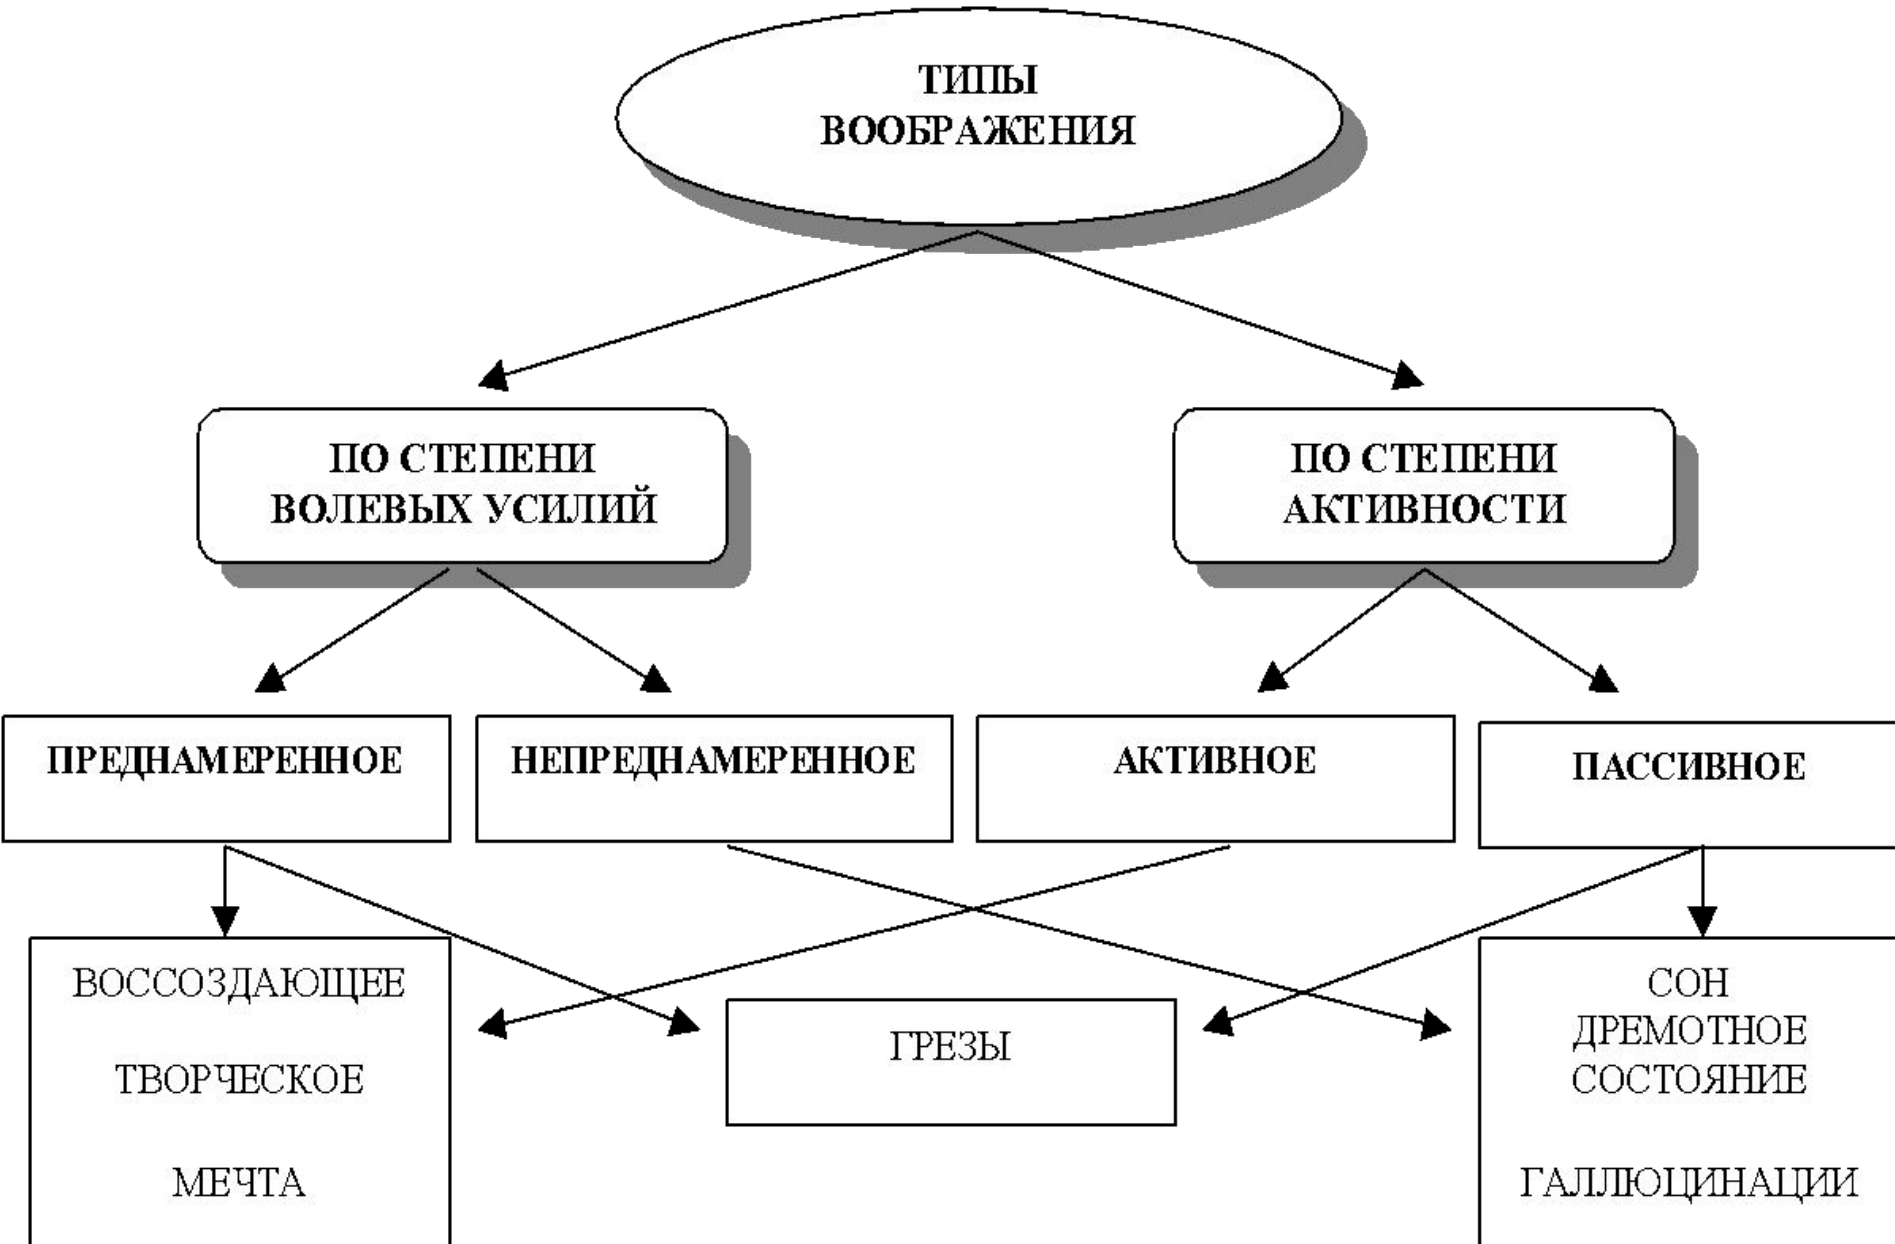 ТИПЫ
ВООБРАЖЕНИЯ
ПО СТЕПЕНИ
ВОЛЕВЫХ УСИЛИЙ
ПО СТЕПЕНИ
АКТИВНОСТИ
ПРЕДНАМЕРЕННОЕ
НЕПРЕДНАМЕРЕННОЕ
АКТИВНОЕ
ПАССИВНОЕ
ВОССОЗДАЮЩЕЕ
ТВОРЧЕСКОЕ
МЕЧТА
ГРЕЗЫ
СОН
ДРЕМОТНОЕ
СОСТОЯНИЕ
ГАЛЛЮЦИНАЦИИ